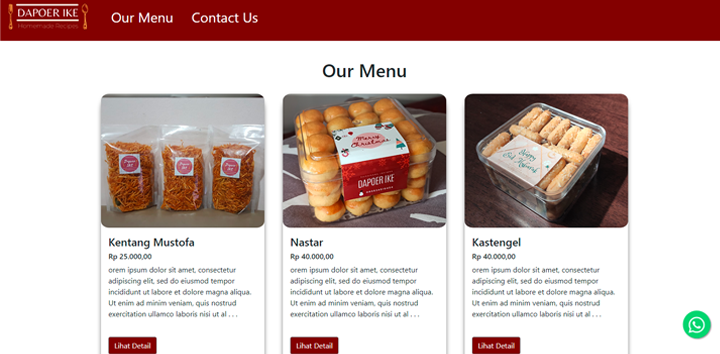 DAPOER IKE
Homemade Recipes
Our Menu Contact Us
Our Menu
Merry
Christmas
DAPOER IKE
Happy
Kentang Mustofa
Rp 25.000,00
orem ipsum dolor sit amet, consectetur
adipiscing elit, sed do eiusmod tempor
incididunt ut labore et dolore magna aliqua.
Ut enim ad minim veniam, quis nostrud
exercitation ullamco laboris nisi ut al . . .
Lihat Detail
Nastar
Rp 40.000,00
orem ipsum dolor sit amet, consectetur
adipiscing elit, sed do eiusmod tempor
incididunt ut labore et dolore magna aliqua.
Ut enim ad minim veniam, quis nostrud
exercitation ullamco laboris nisi ut al . . .
Lihat Detail
Kastengel
Rp 40.000,00
orem ipsum dolor sit amet, consectetur
adipiscing elit, sed do eiusmod tempor
incididunt ut labore et dolore magna aliqua.
Ut enim ad minim veniam, quis nostrud
exercitation ullamco laboris nisi ut al . . .
Lihat Detail